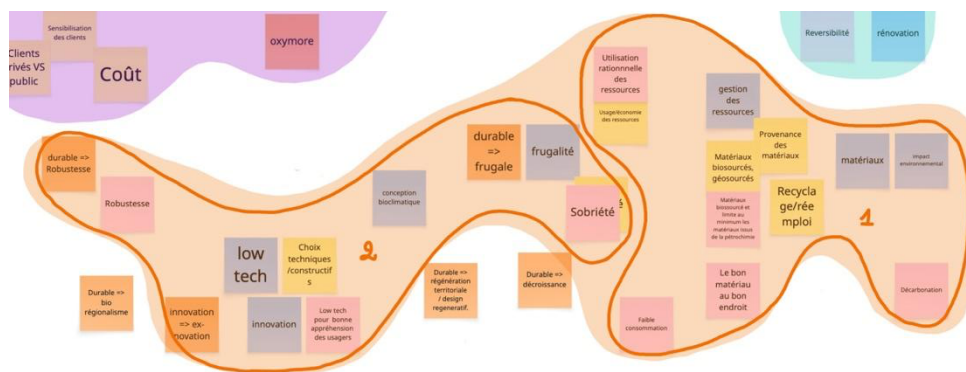 Sensibilisation
des clients
Clients
rivés VS
public
Coût
oxymore
Reversibilité
rénovation
Utilisation
rationnnelle
des
ressources
Usage/économie
des ressources
gestion
des
ressources
Provenance
des
matériaux
Matériaux
biosourcés,
géosourcés
matériaux
Impact
environnemental
Matériaux
biosourcé et
limite au
minimum les
matériaux issus
de la pétrochimie
Recycla
ge/rée
mploi
1
Le bon
matériau
au bon
endroit
Décarbonation
Faible
consommation
durable =>
frugale
frugalité
é
Sobriété
durable =>
Robustesse
Robustesse
conception
bioclimatique
low
tech
Choix
techniques
/constructif
s
2
Durable =>
bio
régionalisme
innovation
=> ex-
novation
innovation
Low tech
pour bonne
appréhension
des usagers
Durable =>
régénération
territoriale
/ design
regeneratif.
Durable =>
décroissance